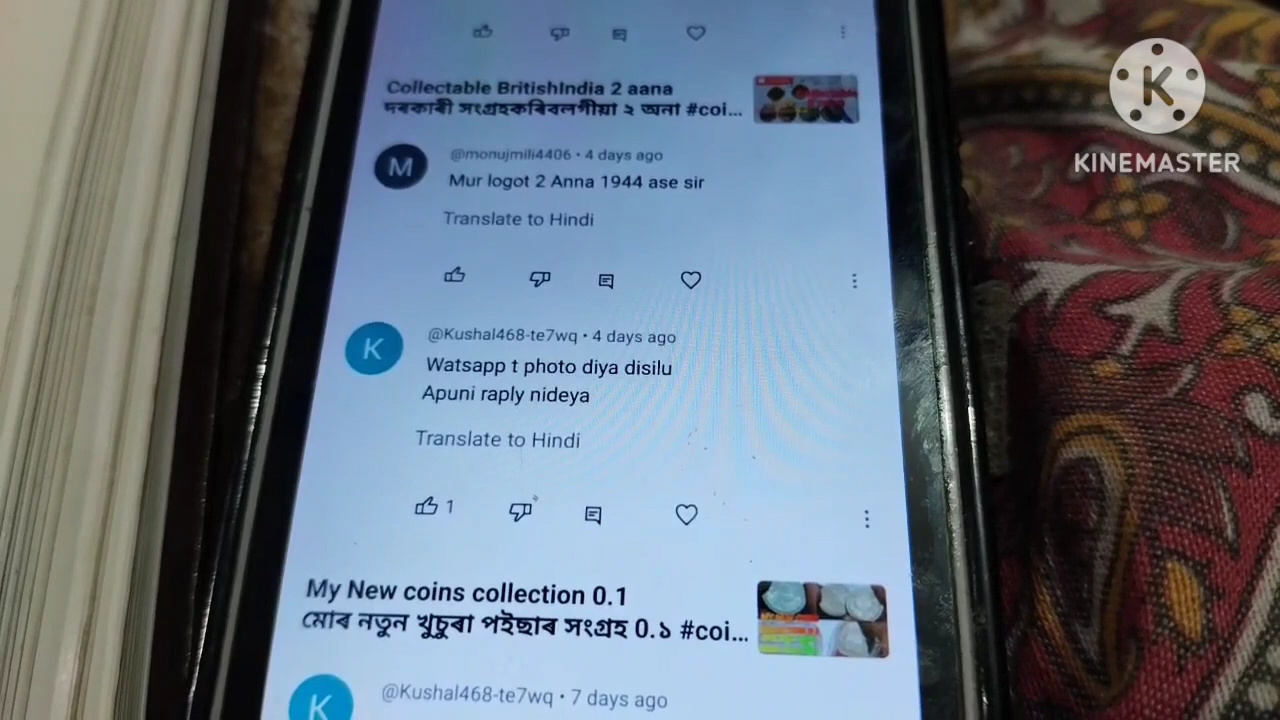 Collectable BritishIndia 2 aana
দৰকাৰী সংগ্ৰহকৰিবলগীয়া ২ অনা #coi...
M
@monujmili4406 • 4 days ago
Mur logot 2 Anna 1944 ase sir
Translate to Hindi
K
@Kushal468-te7wq • 4 days ago
Watsapp t photo diya disilu
Apuni raply nideya
Translate to Hindi
1
My New coins collection 0.1
মোৰ নতুন খুচুৰা পইছাৰ সংগ্ৰহ 0.১ #coi...
K
@Kushal468-te7wq • 7 days ago
K
KINEMASTER